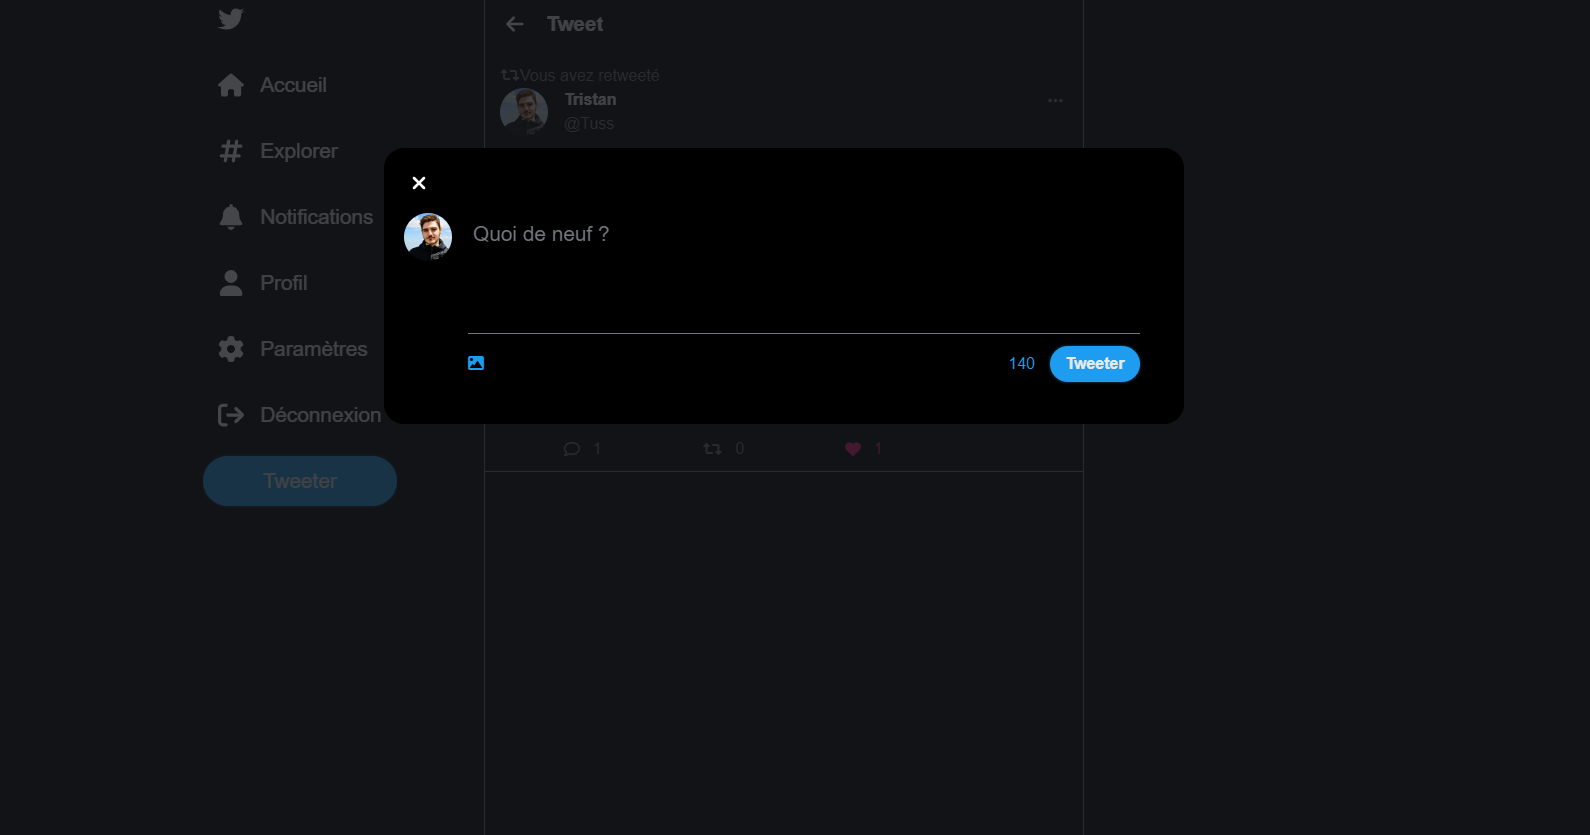 Tweet
Accueil
Explorer
Notifications
Profil
Paramètres
Déconnexion
Tweeter
Vous avez retweeté
Tristan
@Tuss
Quoi de neuf ?
140
Tweeter
1
0
1